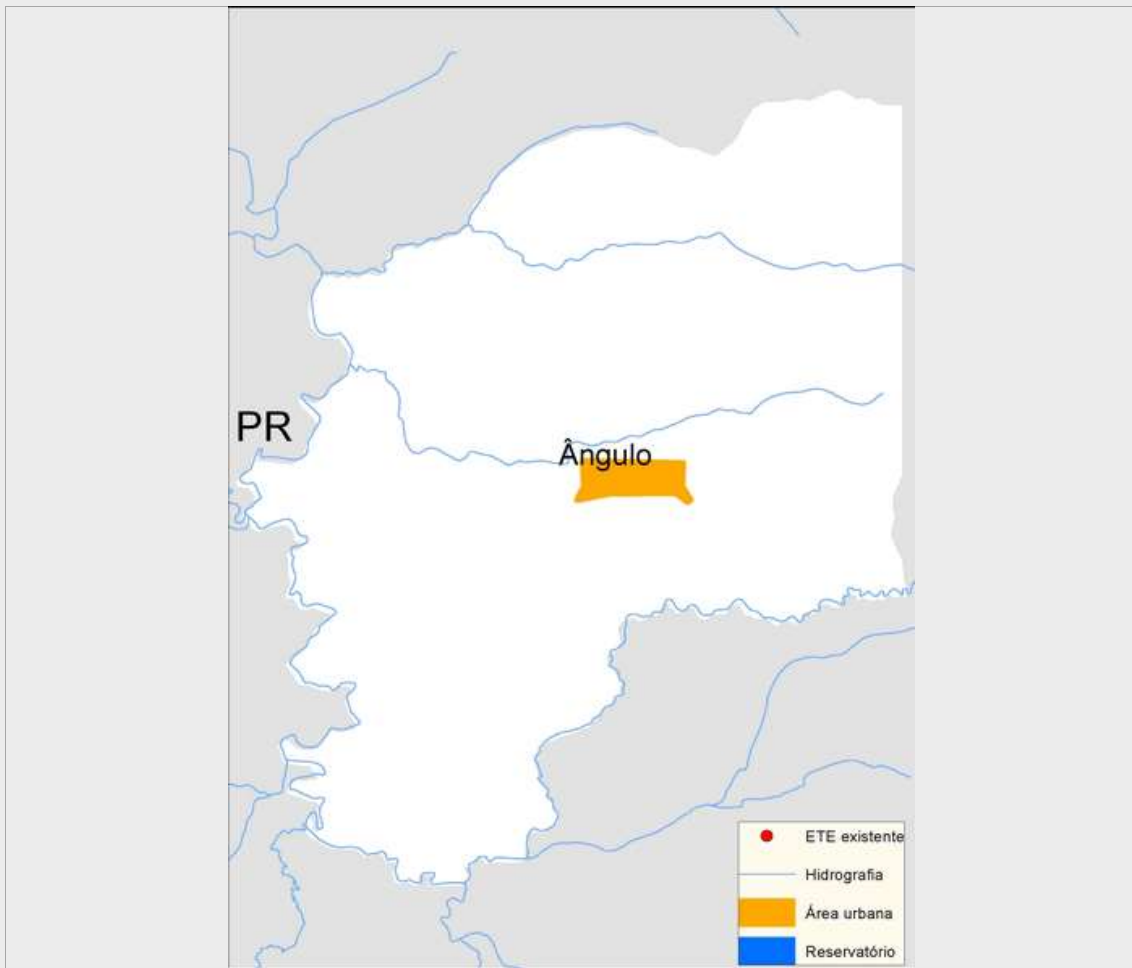 PR
Ângulo
ETE existente
Hidrografia
Área urbana
Reservatório